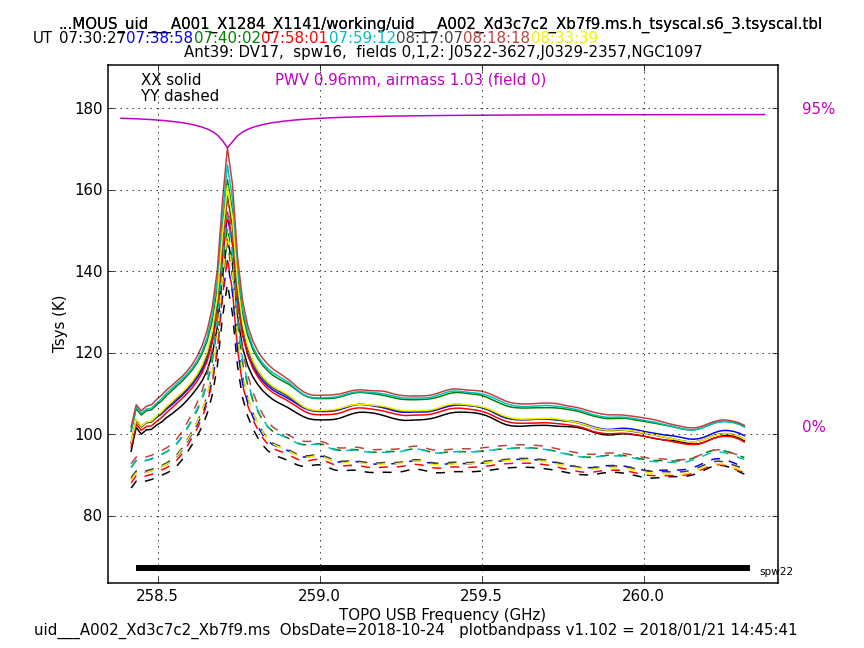 ...MOUS_uid___A001_X1284_X1141/working/uid___A002_Xd3c7c2_Xb7f9.ms.h_tsyscal.s6_3.tsyscal.tbl
UT 07:30:27 07:38:58 07:40:02 07:58:01 07:59:12 08:17:07 08:18:18 08:33:39
Ant39: DV17, spw16, fields 0,1,2: J0522-3627,J0329-2357,NGC1097
XX solid PWV 0.96mm, airmass 1.03 (field 0)
YY dashed
180 95%
160
140
Tsys (K)
120
100 0%
80
spw22
258.5 259.0 259.5 260.0
TOPO USB Frequency (GHz)
uid___A002_Xd3c7c2_Xb7f9.ms ObsDate=2018-10-24 plotbandpass v1.102 = 2018/01/21 14:45:41